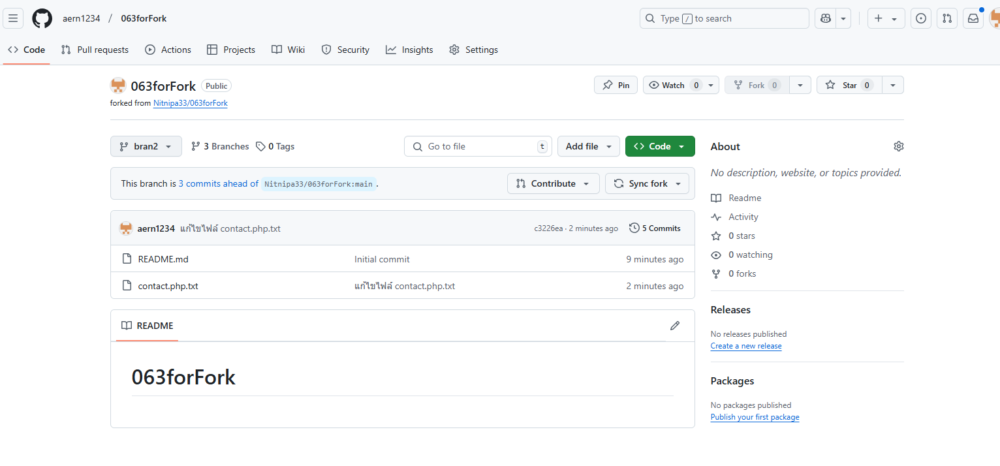 aern1234 / 063forFork
Type / to search
Code
Pull requests
Actions
Projects
Wiki
Security
Insights
Settings
063forFork Public
Pin
Watch 0
Fork 0
Star 0
forked from Nitnipa33/063forFork
bran2
3 Branches
0 Tags
Go to file t
Add file
Code
This branch is 3 commits ahead of Nitnipa33/063forFork:main .
Contribute
Sync fork
aern1234 แก้ไขไฟล์ contact.php.txt
c3226ea · 2 minutes ago
5 Commits
README.md
Initial commit
9 minutes ago
contact.php.txt
แก้ไขไฟล์ contact.php.txt
2 minutes ago
README
063forFork
About
No description, website, or topics provided.
Readme
Activity
0 stars
0 watching
0 forks
Releases
No releases published
Create a new release
Packages
No packages published
Publish your first package